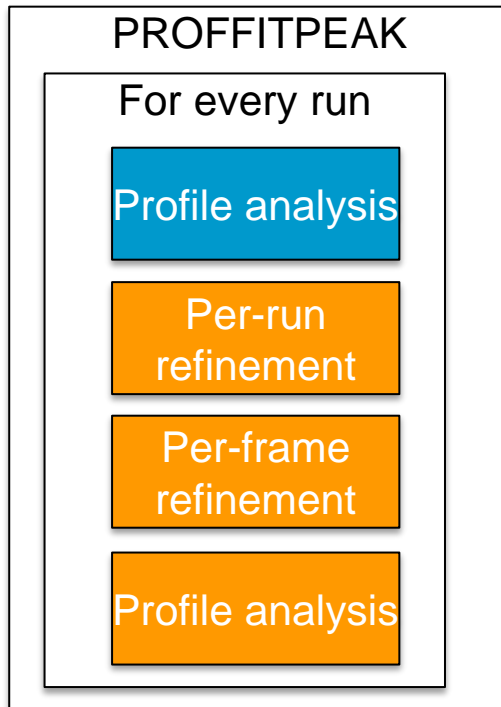 PROFFITPEAK
For every run
Profile analysis
Per-run
refinement
Per-frame
refinement
Profile analysis